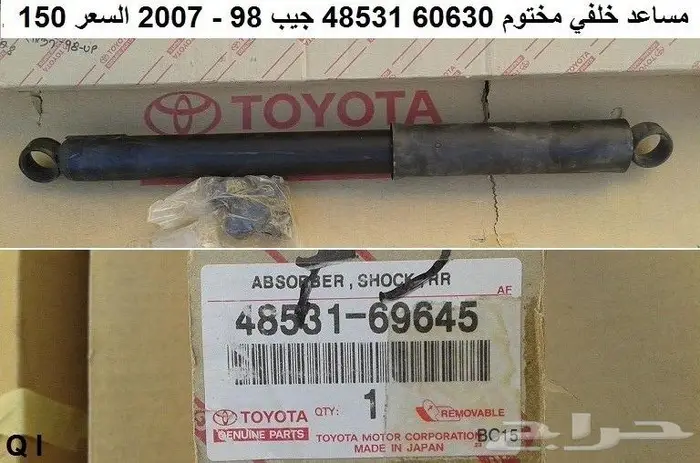 مساعد خلفي مختوم 60630 48531 جيب 98 - 2007 السعر 150
TOYOTA
ABSORBER, SHOCK, RR
AF
48531-69645
TOYOTA
GENUINE PARTS
QTY: 1
REMOVABLE
TOYOTA MOTOR CORPORATION
MADE IN JAPAN
BC15
حراج
Q I